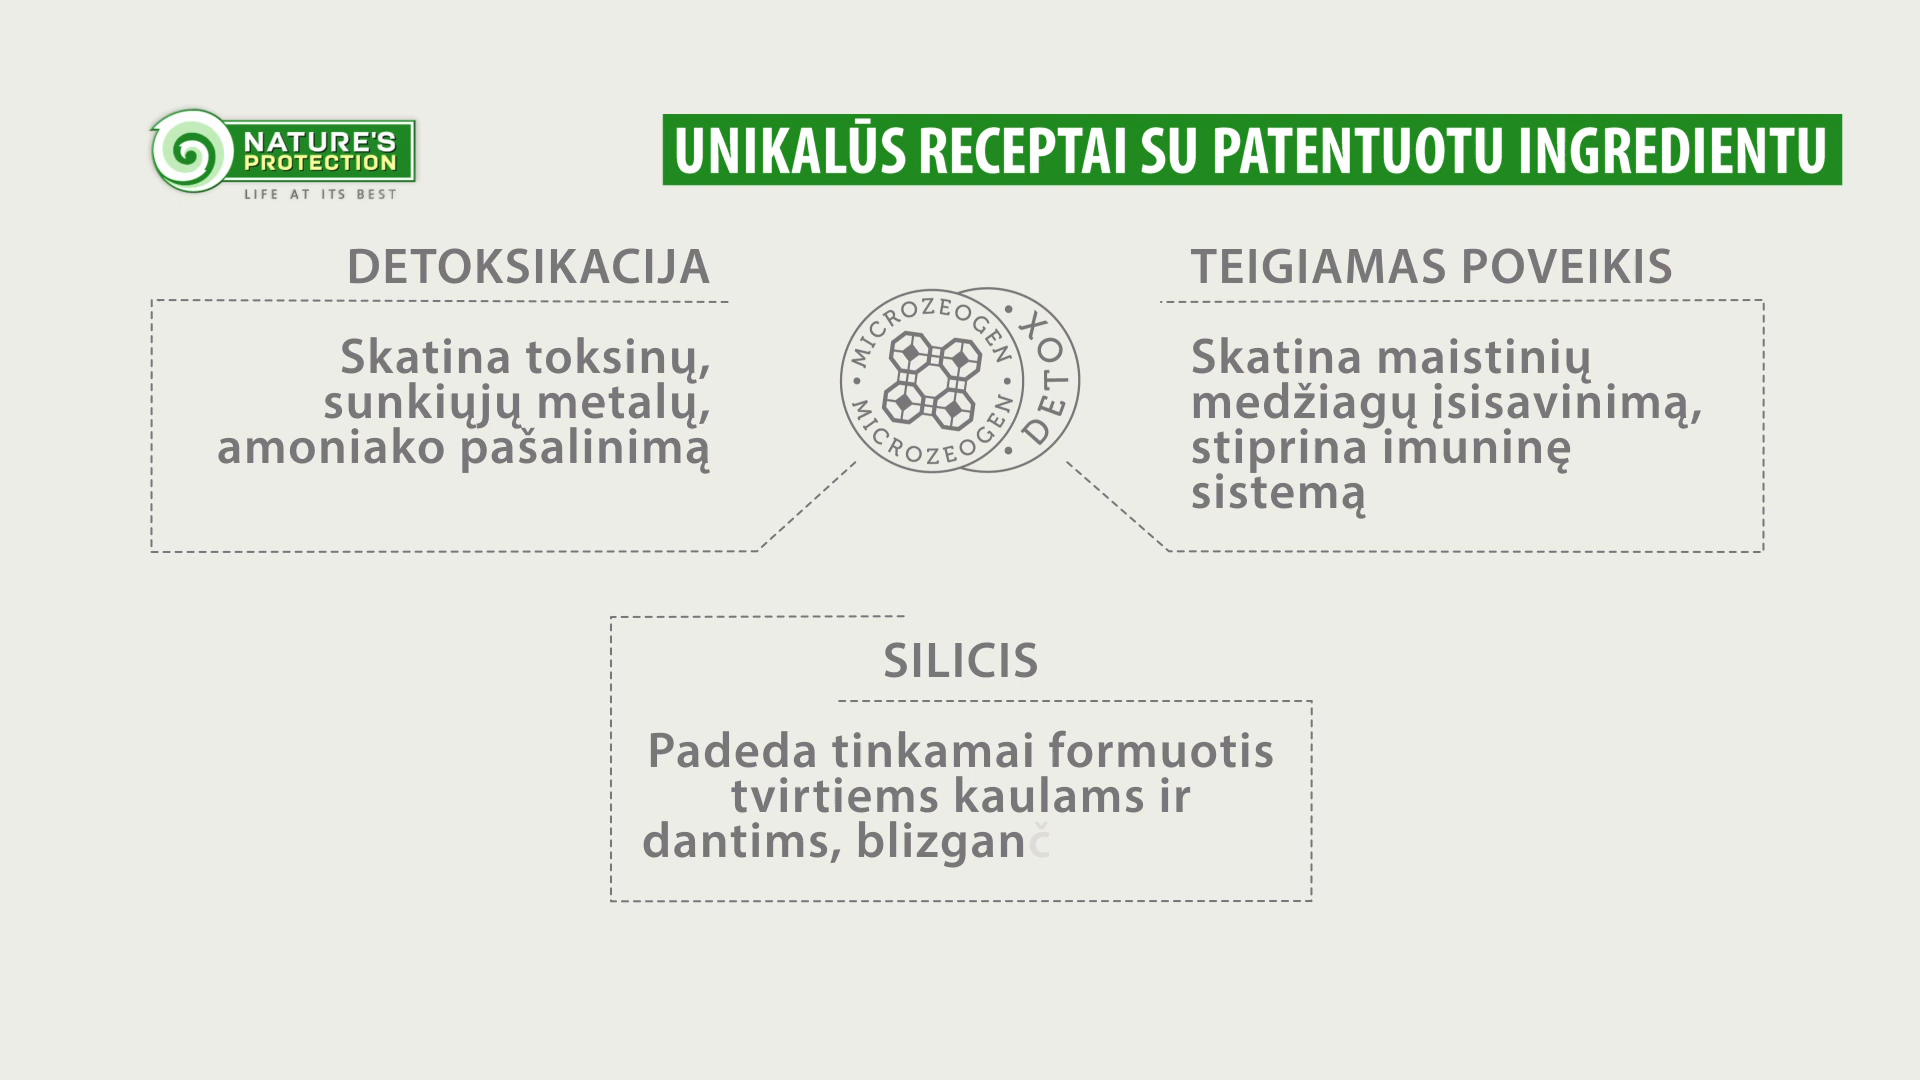 NATURE'S
PROTECTION
LIFE AT ITS BEST
UNIKALŪS RECEPTAI SU PATENTUOTU INGREDIENTU
DETOKSIKACIJA
Skatina toksinų,
sunkiųjų metalų,
amoniako pašalinimą
• MICROZEOGEN • MICROZEOGEN
• DETOX •
TEIGIAMAS POVEIKIS
Skatina maistinių
medžiagų įsisavinimą,
stiprina imuninę
sistemą
SILICIS
Padeda tinkamai formuotis
tvirtiems kaulams ir
dantims, blizganč